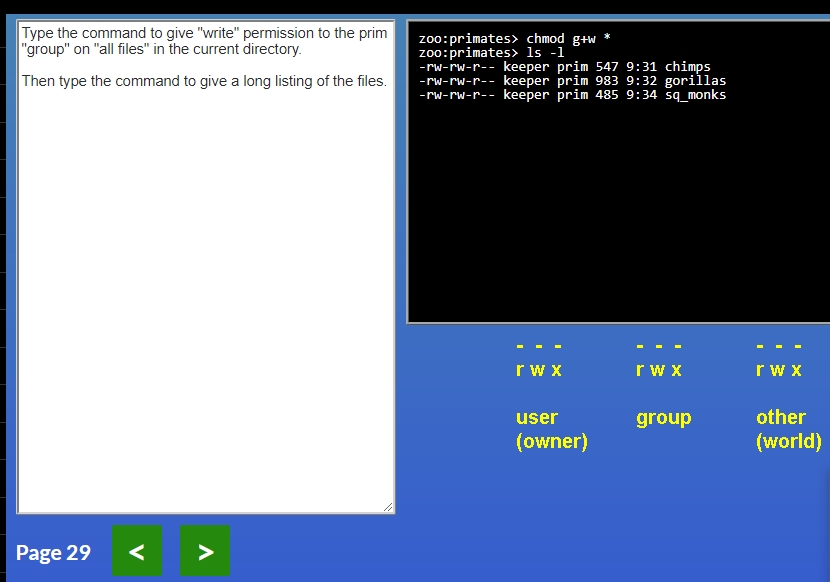 Type the command to give "write" permission to the prim
"group" on "all files" in the current directory.
Then type the command to give a long listing of the files.
zoo:primates> chmod g+w *
zoo:primates> ls -l
-rw-rw-r-- keeper prim 547 9:31 chimps
-rw-rw-r-- keeper prim 983 9:32 gorillas
-rw-rw-r-- keeper prim 485 9:34 sq_monks
- - - - - - - - -
r w x r w x r w x
user group other
(owner) (world)
Page 29 < >